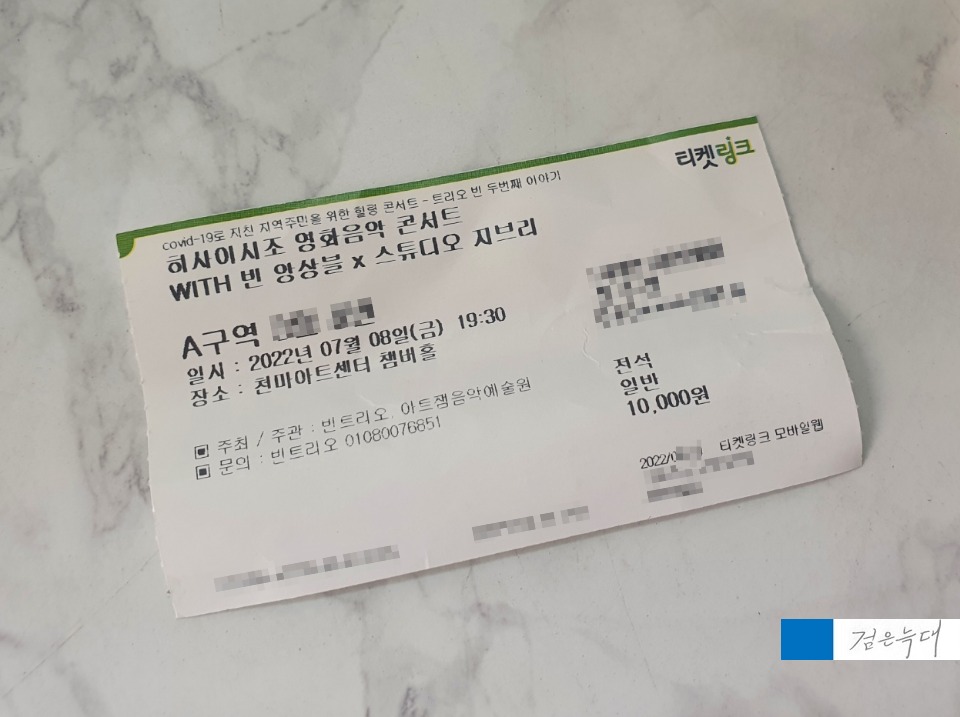 티켓링크
covid-19로 지친 지역주민을 위한 힐링 콘서트 - 트리오 빈 두번째 이야기
히사이시조 영화음악 콘서트
WITH 빈 앙상블 x 스튜디오 지브리
A구역
일시 : 2022년 07월 08일(금) 19:30
장소 : 천마아트센터 챔버홀
전석
일반
10,000원
▣ 주최 / 주관 : 빈트리오, 아트잼음악예술원
▣ 문의 : 빈트리오 01080076851
2022/0 티켓링크 모바일웹
검은늑대